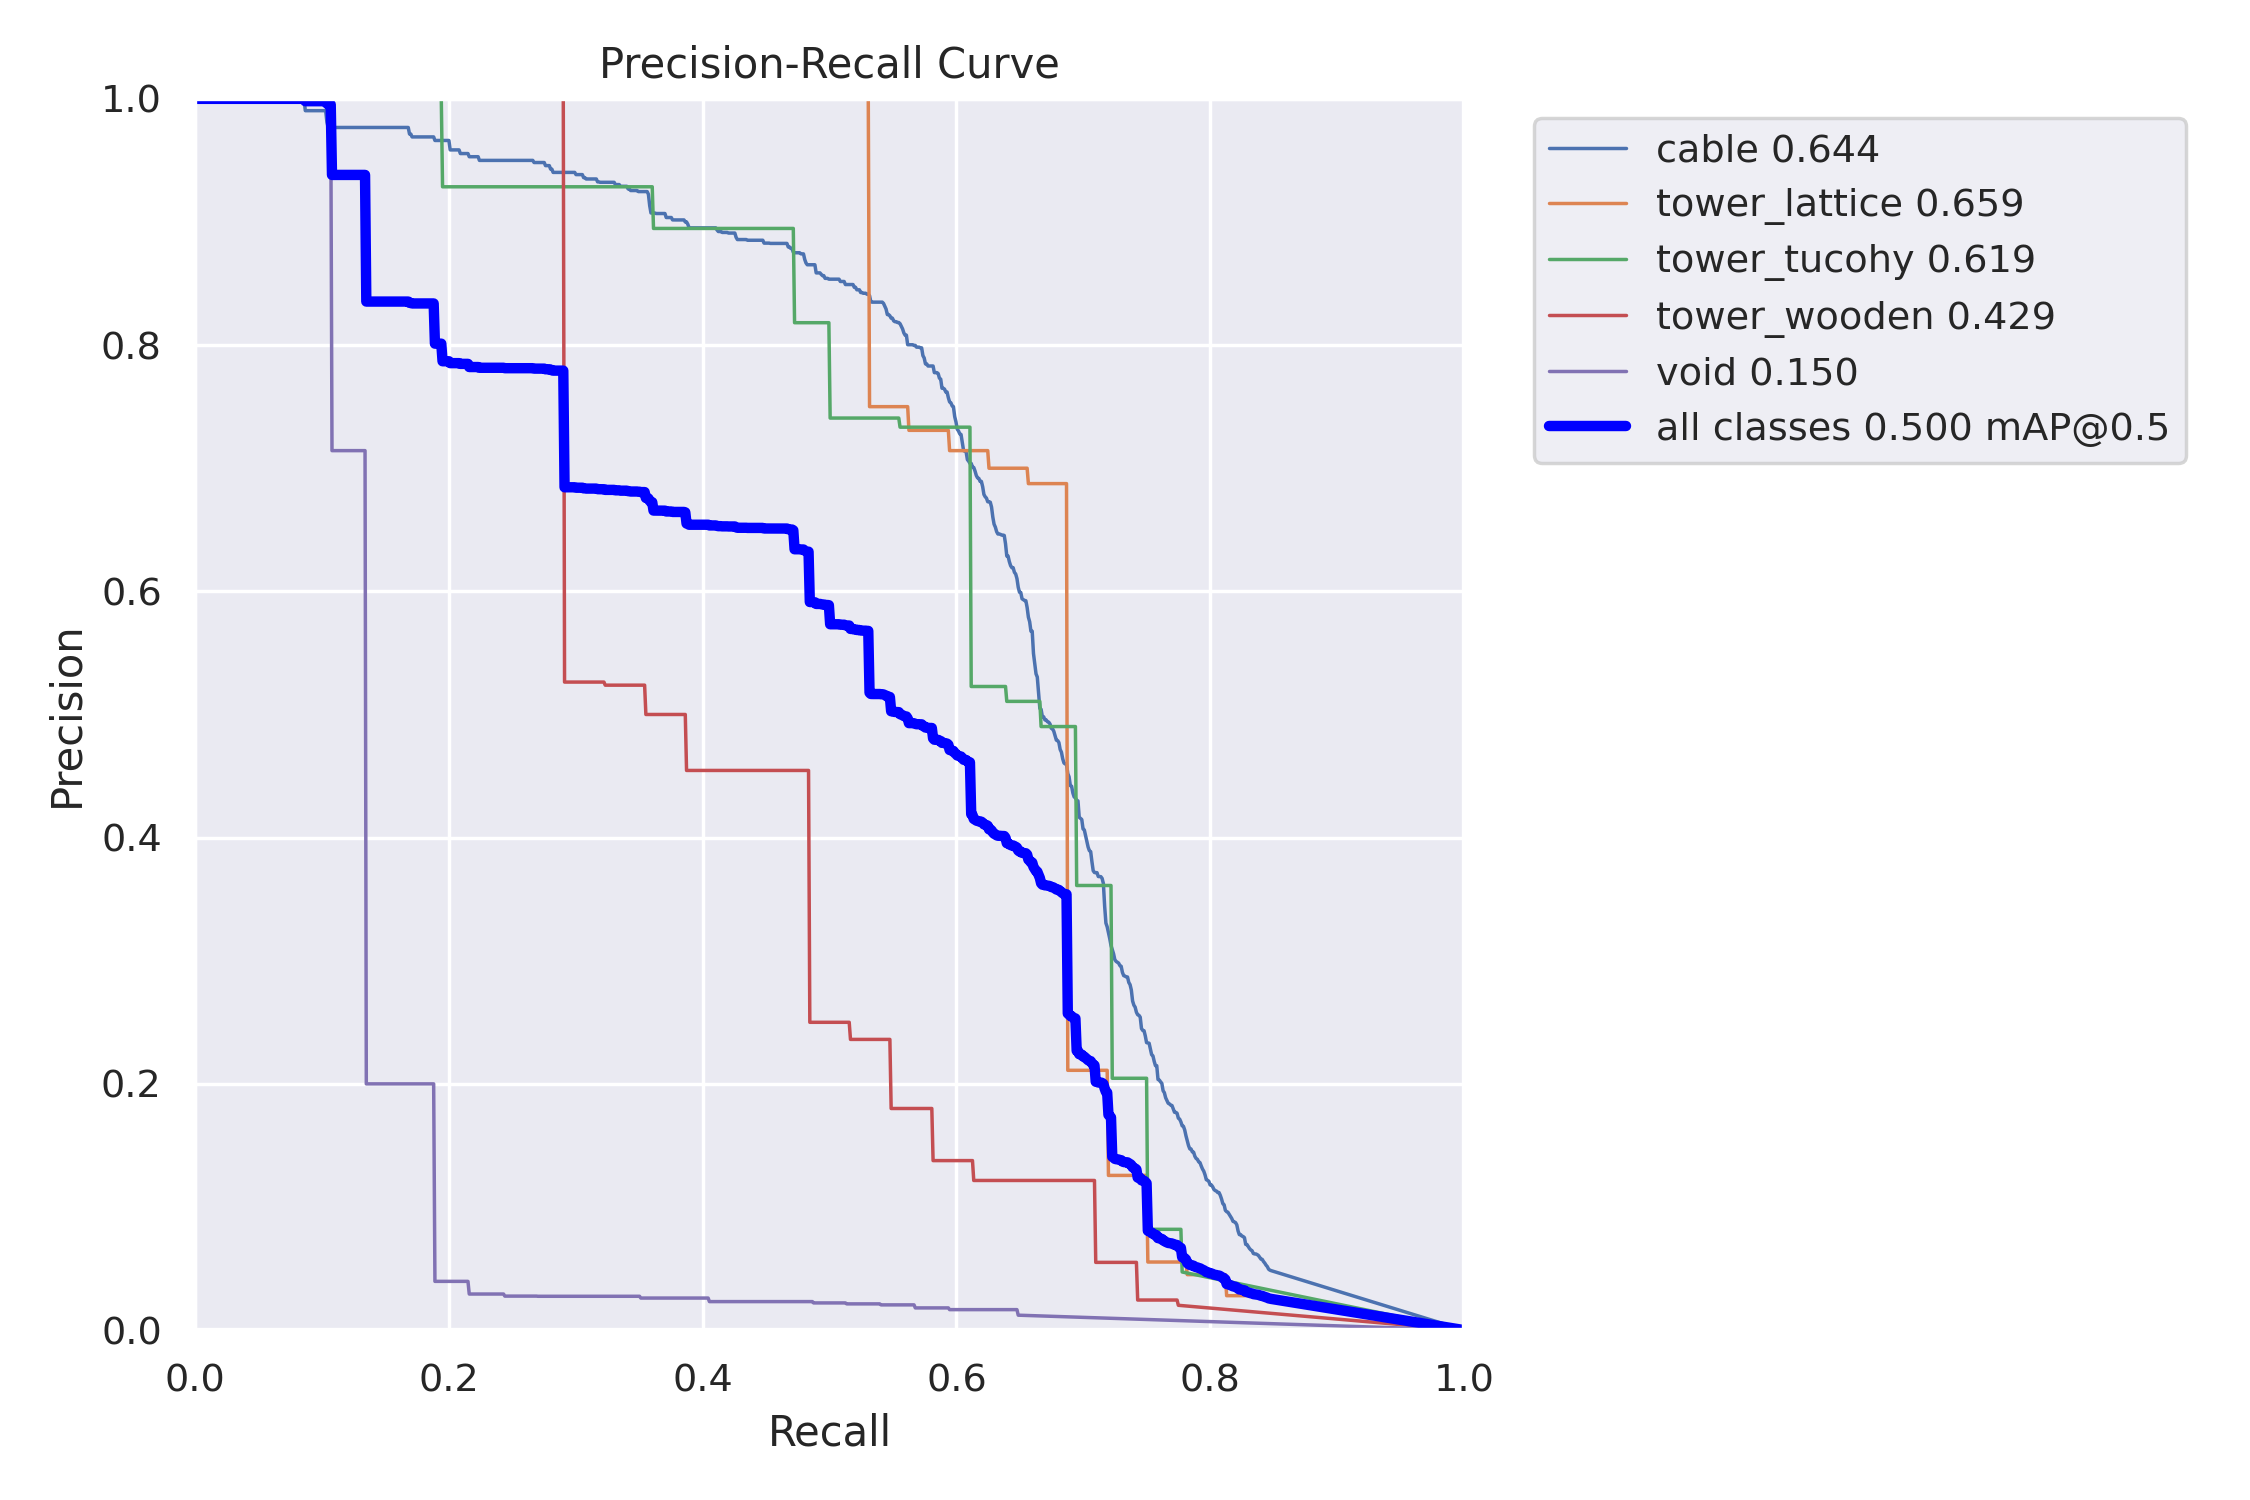 Precision-Recall Curve
1.0
0.8
0.6
0.4
0.2
0.0
Precision
0.0 0.2 0.4 0.6 0.8 1.0
Recall
cable 0.644
tower_lattice 0.659
tower_tucohy 0.619
tower_wooden 0.429
void 0.150
all classes 0.500 mAP@0.5